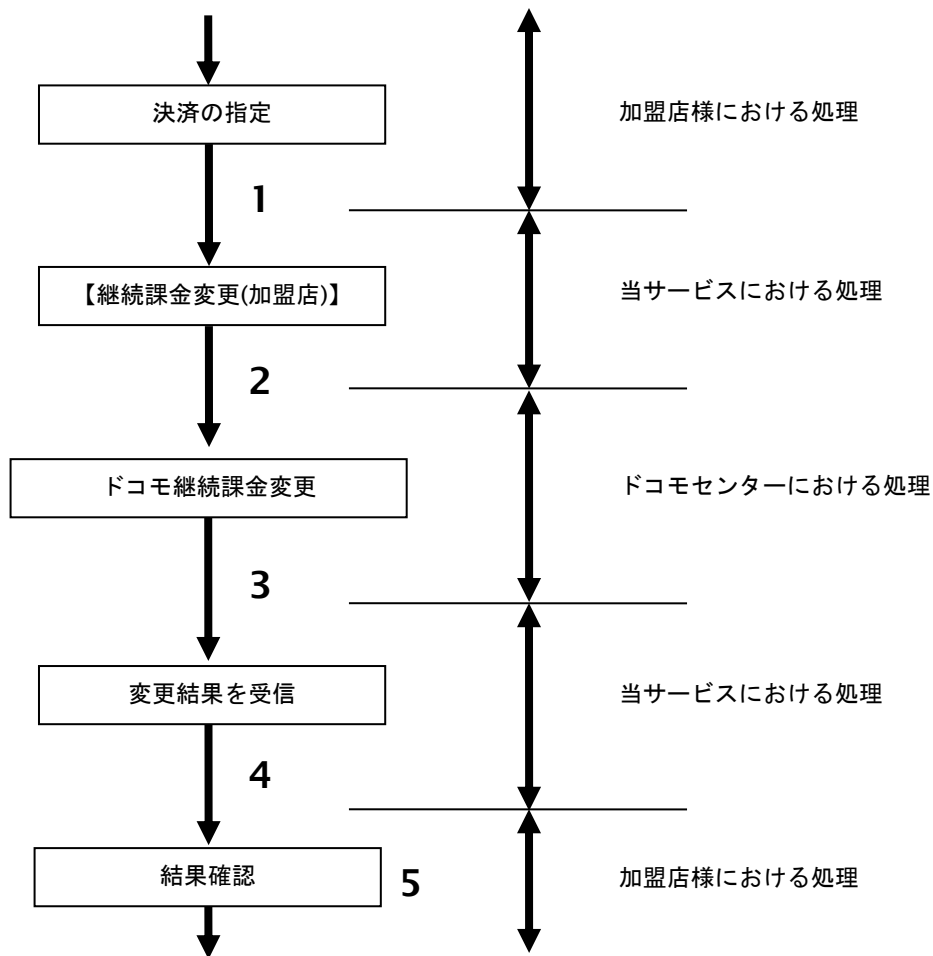 決済の指定
加盟店様における処理
1
【継続課金変更(加盟店)】
当サービスにおける処理
2
ドコモ継続課金変更
ドコモセンターにおける処理
3
変更結果を受信
当サービスにおける処理
4
結果確認
5
加盟店様における処理